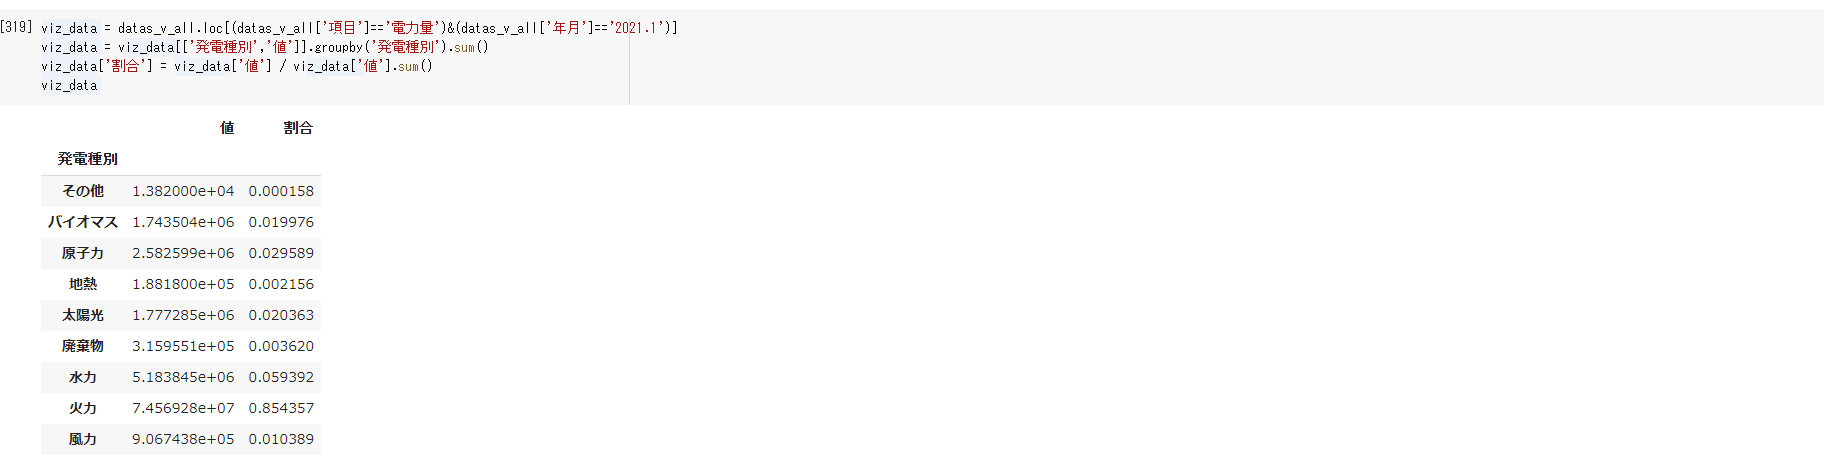 [319] viz_data = datas_v_all.loc[(datas_v_all['項目']=='電力量')&(datas_v_all['年月']=='2021.1')]
viz_data = viz_data[['発電種別','値']].groupby('発電種別').sum()
viz_data['割合'] = viz_data['値'] / viz_data['値'].sum()
viz_data
値 割合
発電種別
その他 1.382000e+04 0.000158
バイオマス 1.743504e+06 0.019976
原子力 2.582599e+06 0.029589
地熱 1.881800e+05 0.002156
太陽光 1.777285e+06 0.020363
廃棄物 3.159551e+05 0.003620
水力 5.183845e+06 0.059392
火力 7.456928e+07 0.854357
風力 9.067438e+05 0.010389